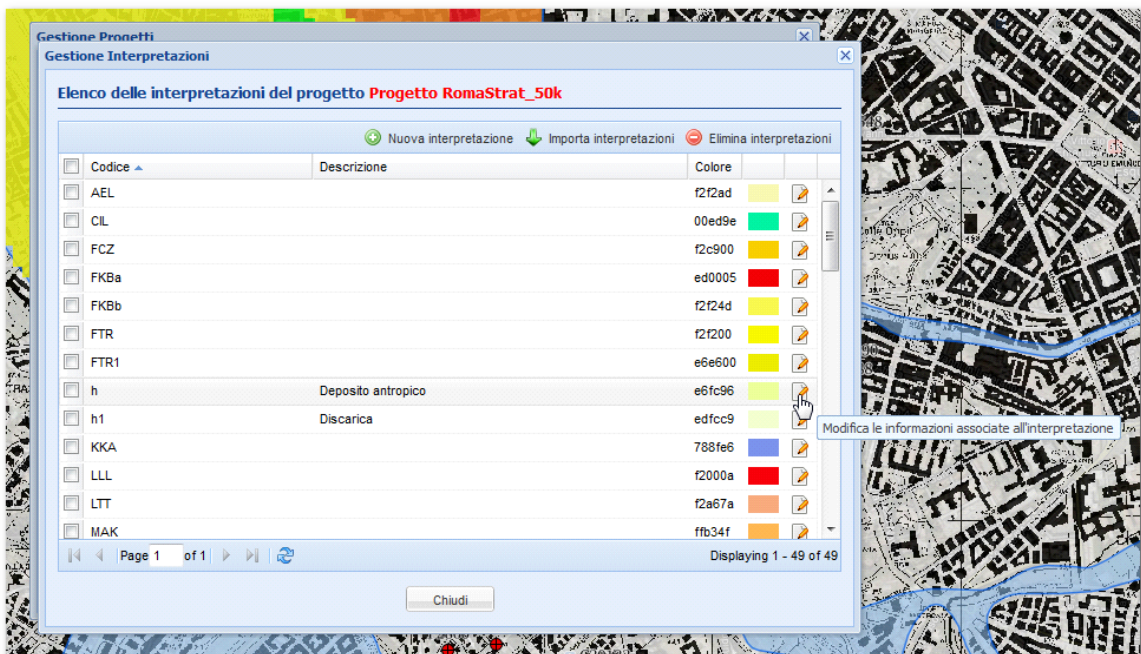 Gestione Progetti
Gestione Interpretazioni
Elenco delle interpretazioni del progetto Progetto RomaStrat_50k
Nuova interpretazione Importa interpretazioni Elimina interpretazioni
Codice Descrizione Colore
AEL f2f2ad
CIL 00ed9e
FCZ f2c900
FKBa ed0005
FKBb f2f24d
FTR f2f200
FTR1 e6e600
h Deposito antropico e6fc96
h1 Discarica edfcc9
Modifica le informazioni associate all'interpretazione
KKA 788fe6
LLL f2000a
LTT f2a67a
MAK ffb34f
Page 1 of 1 Displaying 1 - 49 of 49
Chiudi